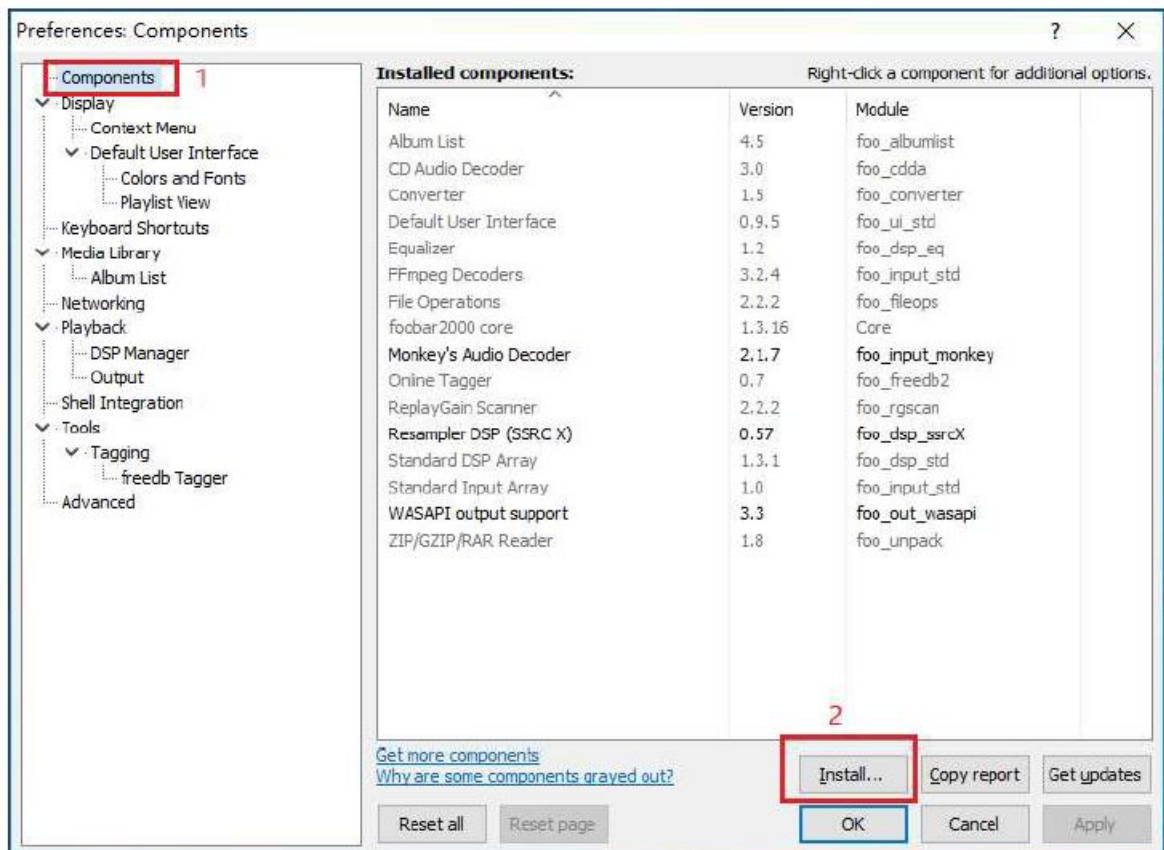 Preferences: Components ? X
Components 1
Display
Context Menu
Default User Interface
Colors and Fonts
Playlist View
Keyboard Shortcuts
Media Library
Album List
Networking
Playback
DSP Manager
Output
Shell Integration
Tools
Tagging
freedb Tagger
Advanced
Installed components: Right-click a component for additional options.
Name Version Module
Album List 4.5 foo_albumlist
CD Audio Decoder 3.0 foo_cdda
Converter 1.5 foo_converter
Default User Interface 0.9.5 foo_ui_std
Equalizer 1.2 foo_dsp_eq
FFmpeg Decoders 3.2.4 foo_input_std
File Operations 2.2.2 foo_fileops
foobar2000 core 1.3.16 Core
Monkey's Audio Decoder 2.1.7 foo_input_monkey
Online Tagger 0.7 foo_freedb2
ReplayGain Scanner 2.2.2 foo_rgscan
Resampler DSP (SSRC X) 0.57 foo_dsp_ssrcX
Standard DSP Array 1.3.1 foo_dsp_std
Standard Input Array 1.0 foo_input_std
WASAPI output support 3.3 foo_out_wasapi
ZIP/GZIP/RAR Reader 1.8 foo_unpack
2
Get more components
Why are some components grayed out?
Install... Copy report Get updates
Reset all Reset page OK Cancel Apply